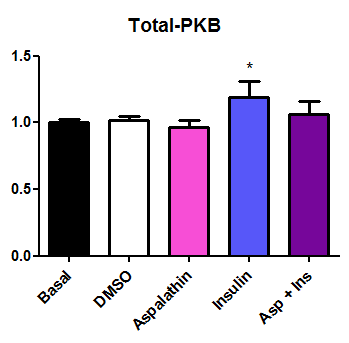 Total-PKB
1.5
*
1.0
0.5
0.0
Basal
DMSO
Aspalathin
Insulin
Asp + Ins